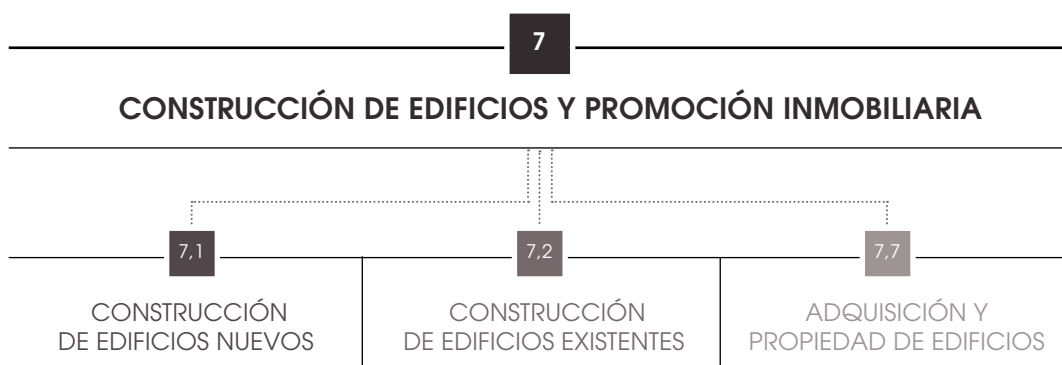 7
CONSTRUCCIÓN DE EDIFICIOS Y PROMOCIÓN INMOBILIARIA
7,1
CONSTRUCCIÓN
DE EDIFICIOS NUEVOS
7,2
CONSTRUCCIÓN
DE EDIFICIOS EXISTENTES
7,7
ADQUISICIÓN Y
PROPIEDAD DE EDIFICIOS